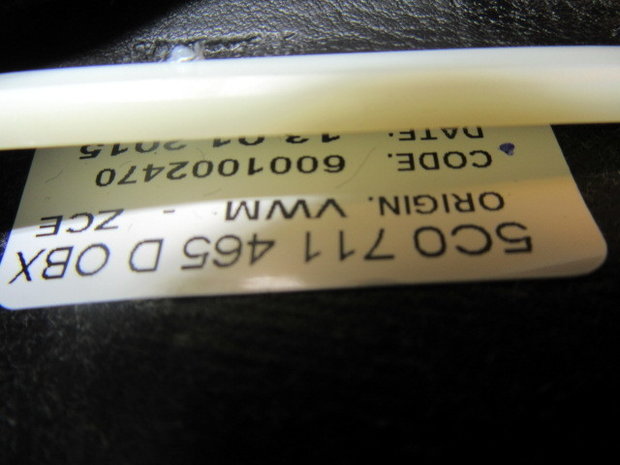 5C0 711 465 D OBX
ORIGIN. VWM - ZCE
CODE. 6001002470
DATE: 13.01.2015